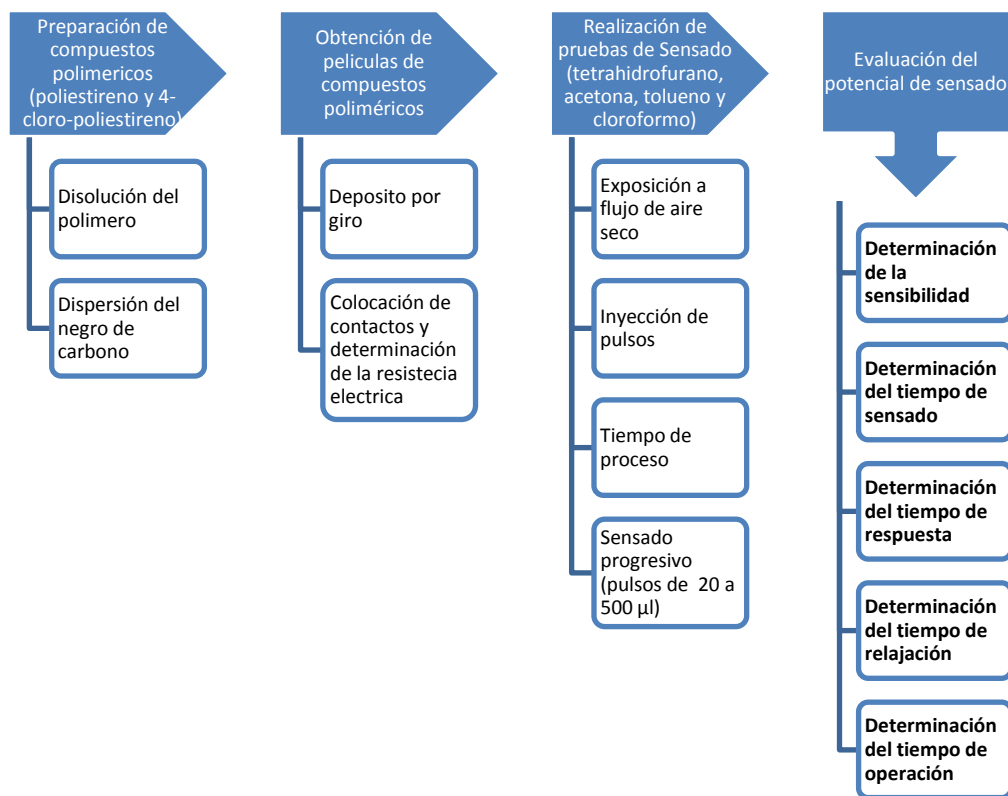 Preparación de
compuestos
polimericos
(poliestireno y 4-
cloro-poliestireno)
Disolución del
polimero
Dispersión del
negro de
carbono
Obtención de
peliculas de
compuestos
poliméricos
Deposito por
giro
Colocación de
contactos y
determinación
de la resistecia
electrica
Realización de
pruebas de Sensado
(tetrahidrofurano,
acetona, tolueno y
cloroformo)
Exposición a
flujo de aire
seco
Inyección de
pulsos
Tiempo de
proceso
Sensado
progresivo
(pulsos de 20 a
500 µl)
Evaluación del
potencial de sensado
Determinación
de la
sensibilidad
Determinación
del tiempo de
sensado
Determinación
del tiempo de
respuesta
Determinación
del tiempo de
relajación
Determinación
del tiempo de
operación